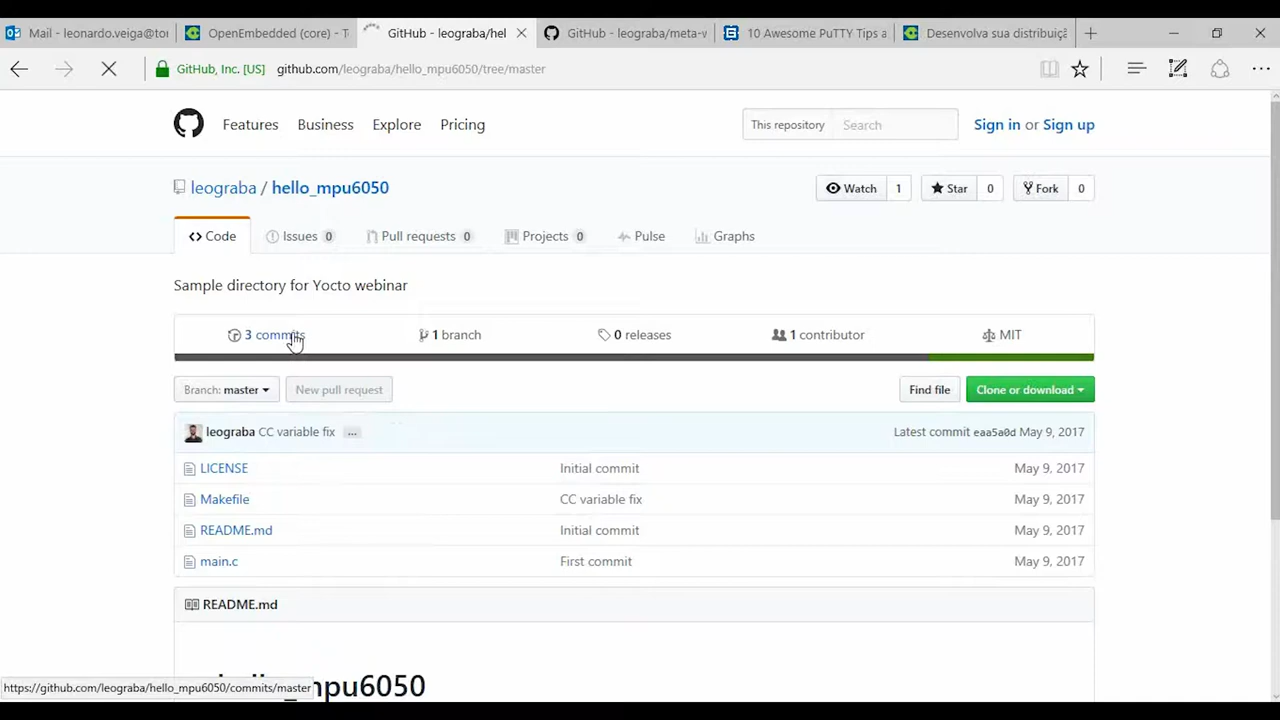 Mail - leonardo.veiga@to
OpenEmbedded (core) - T
GitHub - leograba/hel
GitHub - leograba/meta-v
10 Awesome PuTTY Tips a
Desenvolva sua distribuiçã
GitHub, Inc. [US] github.com/leograba/hello_mpu6050/tree/master
Features Business Explore Pricing
This repository Search
Sign in or Sign up
leograba / hello_mpu6050
Watch 1 Star 0 Fork 0
Code Issues 0 Pull requests 0 Projects 0 Pulse Graphs
Sample directory for Yocto webinar
3 commits 1 branch 0 releases 1 contributor MIT
Branch: master New pull request Find file Clone or download
leograba CC variable fix ... Latest commit eaa5a0d May 9, 2017
LICENSE Initial commit May 9, 2017
Makefile CC variable fix May 9, 2017
README.md Initial commit May 9, 2017
main.c First commit May 9, 2017
README.md
mpu6050
https://github.com/leograba/hello_mpu6050/commits/master